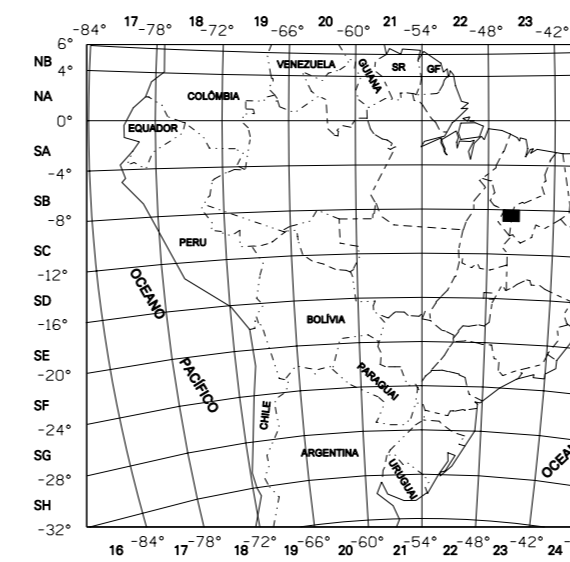 17 18 19 20 21 22 23
-84° -78° -72° -66° -60° -54° -48° -42°
6°
NB
4°
NA
0°
SA
-4°
SB
-8°
SC
-12°
SD
-16°
SE
-20°
SF
-24°
SG
-28°
SH
-32°
VENEZUELA
GUIANA
SR
GF
COLÔMBIA
EQUADOR
PERU
OCEANO
PACÍFICO
BOLÍVIA
PARAGUAI
CHILE
ARGENTINA
URUGUAI
OCEAN
-84° -78° -72° -66° -60° -54° -48° -42°
16 17 18 19 20 21 22 23 24